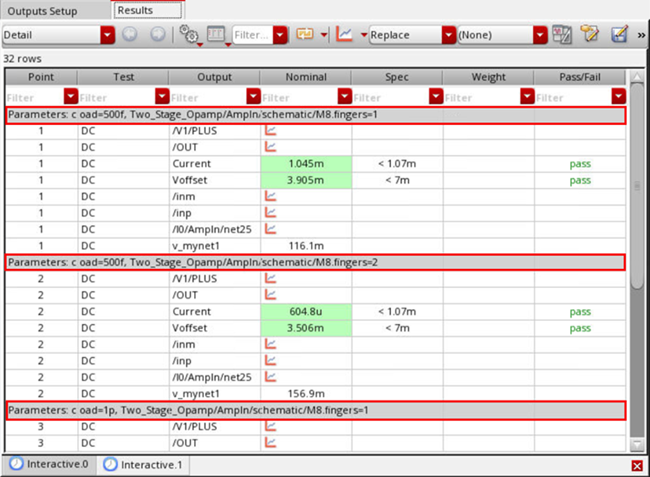 Outputs Setup Results
Detail Filter... Replace (None) »
32 rows
Point Test Output Nominal Spec Weight Pass/Fail
Filter Filter Filter Filter Filter Filter Filter
Parameters: c oad=500f, Two_Stage_Opamp/AmpIn/schematic/M8.fingers=1
1 DC /V1/PLUS
1 DC /OUT
1 DC Current 1.045m < 1.07m pass
1 DC Voffset 3.905m < 7m pass
1 DC /inm
1 DC /inp
1 DC /I0/AmpIn/net25
1 DC v_mynet1 116.1m
Parameters: c oad=500f, Two_Stage_Opamp/AmpIn/schematic/M8.fingers=2
2 DC /V1/PLUS
2 DC /OUT
2 DC Current 604.8u < 1.07m pass
2 DC Voffset 3.506m < 7m pass
2 DC /inm
2 DC /inp
2 DC /I0/AmpIn/net25
2 DC v_mynet1 156.9m
Parameters: c oad=1p, Two_Stage_Opamp/AmpIn/schematic/M8.fingers=1
3 DC /V1/PLUS
3 DC /OUT
Interactive.0 Interactive.1